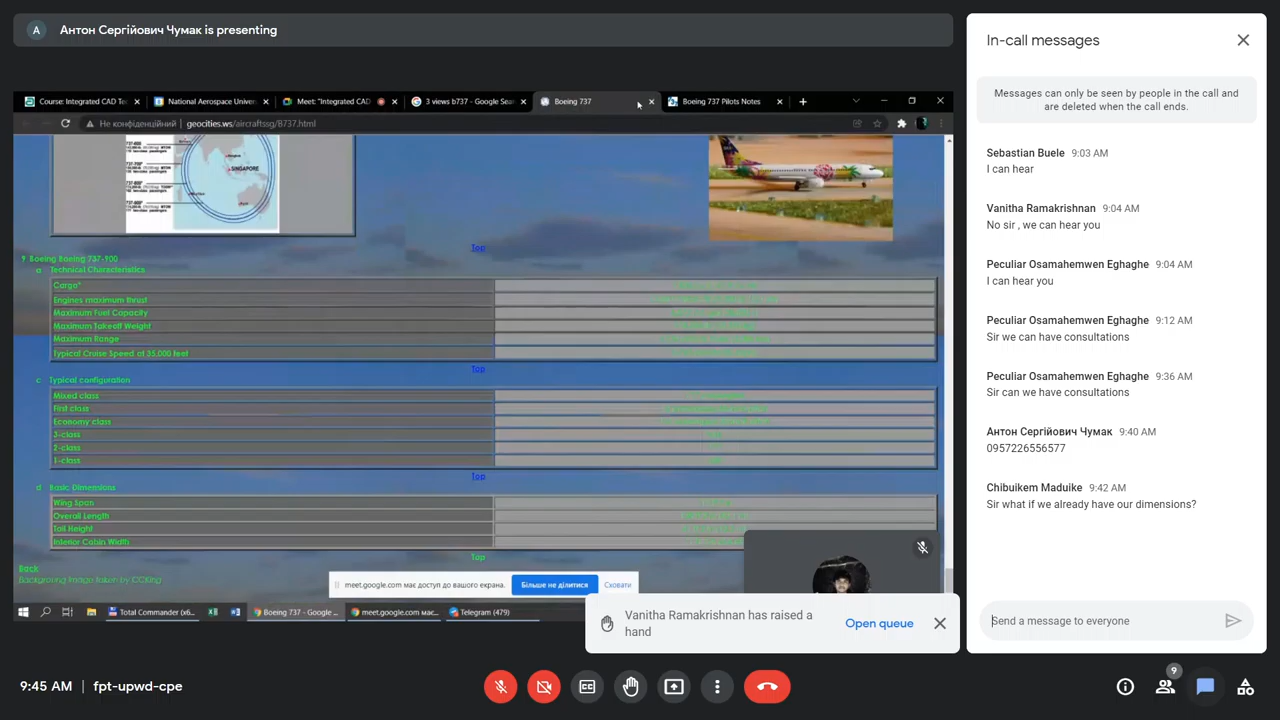 A Антон Сергійович Чумак is presenting
Course: Integrated CAD Te
National Aerospace Univer
Meet: "Integrated CAD
3 views b737 - Google Sea
Boeing 737
Boeing 737 Pilots Notes
Не конфіденційний geocities.ws/aircraftssg/B737.html
SINGAPORE
Top
9 Boeing Boeing 737-900
a Technical Characteristics
Cargo*
Engines maximum thrust
Maximum Fuel Capacity
Maximum Takeoff Weight
Maximum Range
Typical Cruise Speed at 35,000 feet
Top
c Typical configuration
Mixed class
First class
Economy class
3-class
2-class
1-class
Top
d Basic Dimensions
Wing Span
Overall Length
Tail Height
Interior Cabin Width
Top
Back
Background image taken by CCKing
meet.google.com має доступ до вашого екрана.
Більше не ділитися
Сховати
Total Commander (x6...
Boeing 737 - Google ...
meet.google.com має...
Telegram (479)
Vanitha Ramakrishnan has raised a
hand
Open queue
9:45 AM | fpt-upwd-cpe
In-call messages
Messages can only be seen by people in the call and
are deleted when the call ends.
Sebastian Buele 9:03 AM
I can hear
Vanitha Ramakrishnan 9:04 AM
No sir , we can hear you
Peculiar Osamahemwen Eghaghe 9:04 AM
I can hear you
Peculiar Osamahemwen Eghaghe 9:12 AM
Sir we can have consultations
Peculiar Osamahemwen Eghaghe 9:36 AM
Sir can we have consultations
Антон Сергійович Чумак 9:40 AM
0957226556577
Chibuikem Maduike 9:42 AM
Sir what if we already have our dimensions?
Send a message to everyone
9